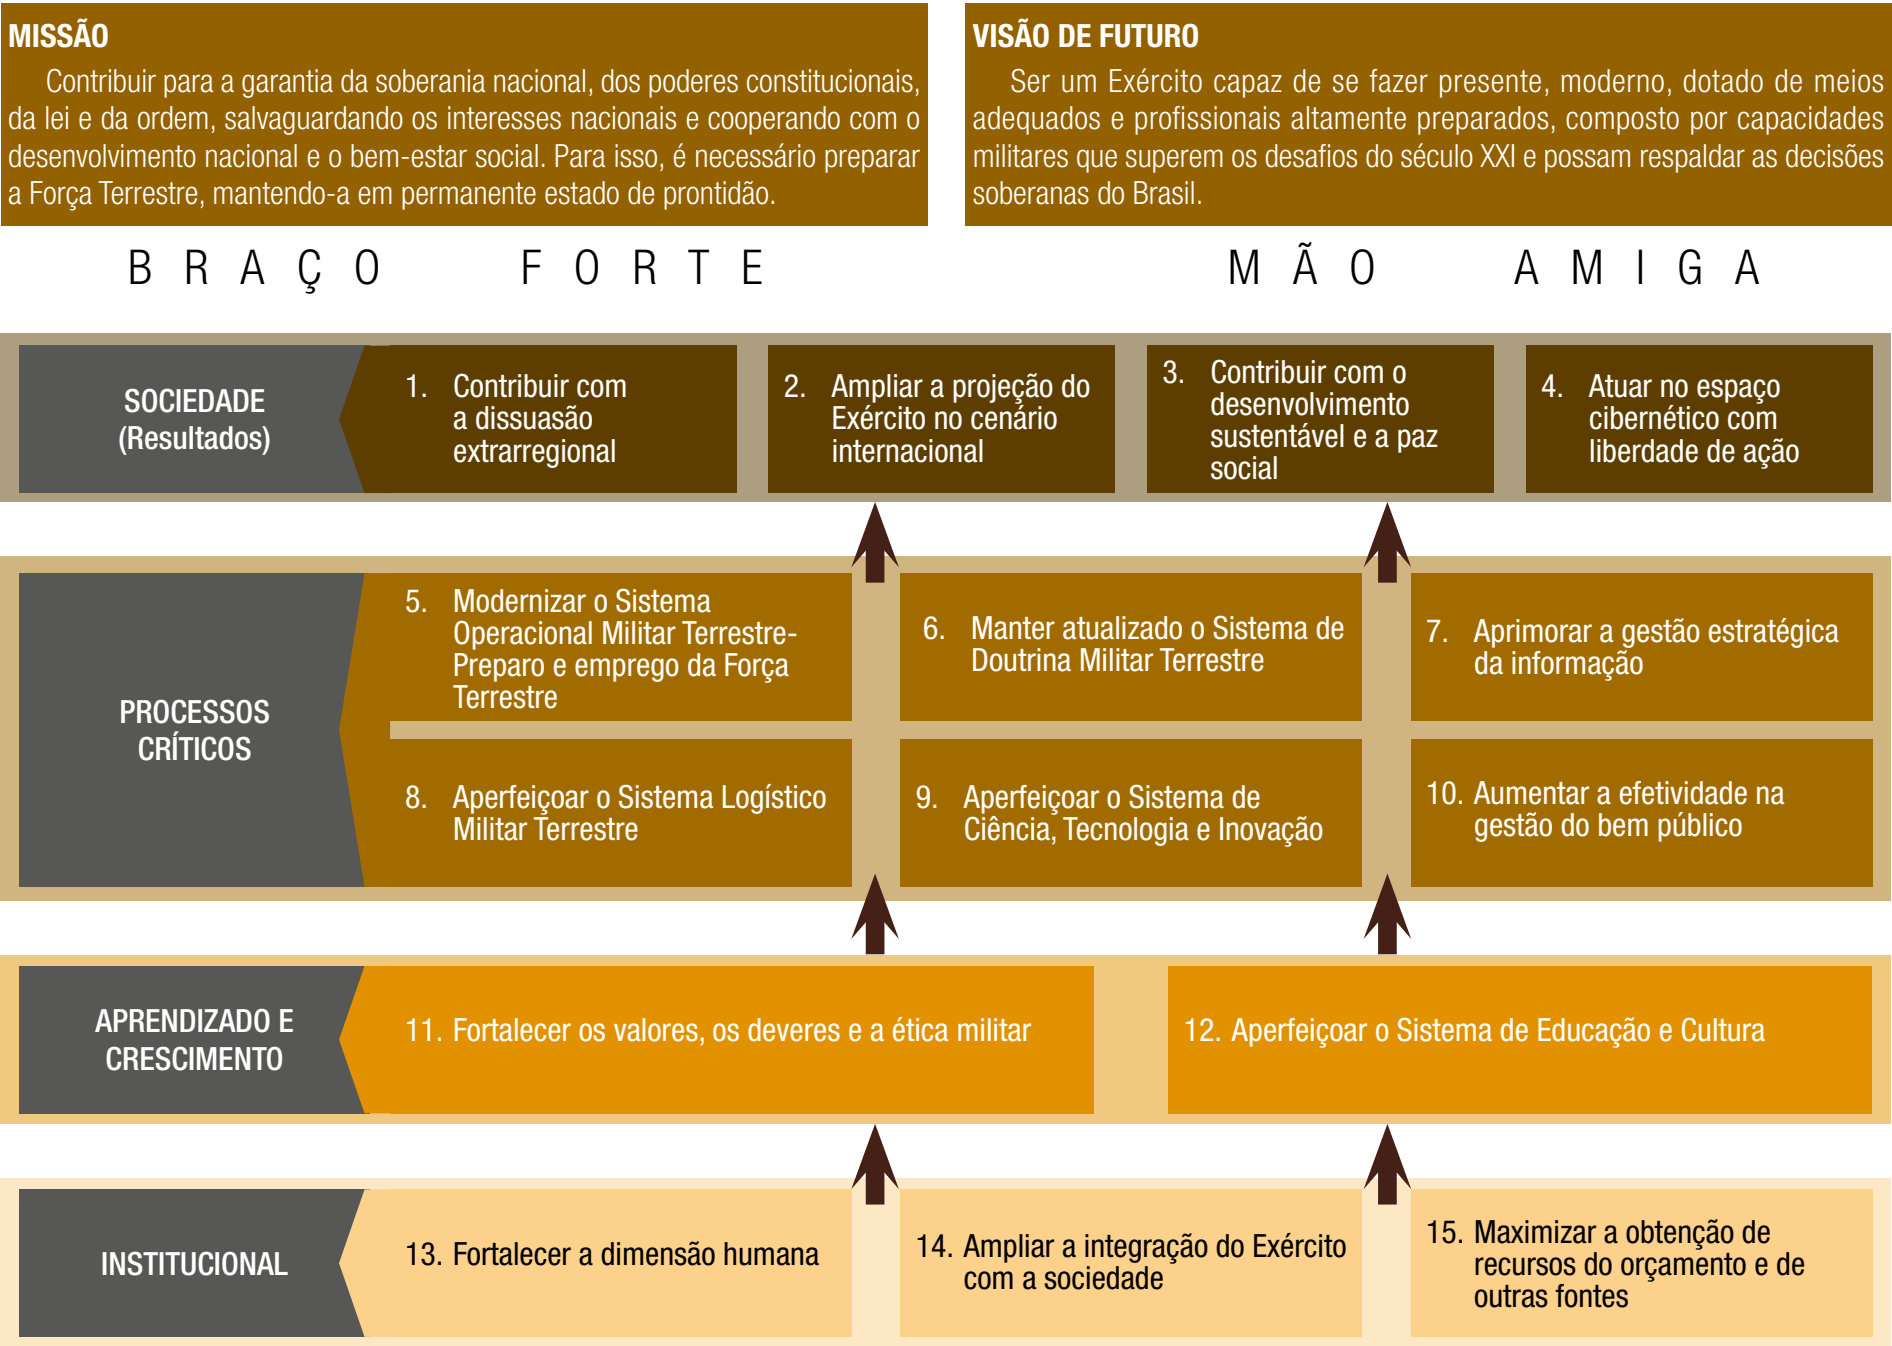 MISSÃO
Contribuir para a garantia da soberania nacional, dos poderes constitucionais,
da lei e da ordem, salvaguardando os interesses nacionais e cooperando com o
desenvolvimento nacional e o bem-estar social. Para isso, é necessário preparar
a Força Terrestre, mantendo-a em permanente estado de prontidão.
VISÃO DE FUTURO
Ser um Exército capaz de se fazer presente, moderno, dotado de meios
adequados e profissionais altamente preparados, composto por capacidades
militares que superem os desafios do século XXI e possam respaldar as decisões
soberanas do Brasil.
BRAÇO FORTE
MÃO AMIGA
SOCIEDADE
(Resultados)
1. Contribuir com
a dissuasão
extrarregional
2. Ampliar a projeção do
Exército no cenário
internacional
3. Contribuir com o
desenvolvimento
sustentável e a paz
social
4. Atuar no espaço
cibernético com
liberdade de ação
PROCESSOS
CRÍTICOS
5. Modernizar o Sistema
Operacional Militar Terrestre-
Preparo e emprego da Força
Terrestre
6. Manter atualizado o Sistema de
Doutrina Militar Terrestre
7. Aprimorar a gestão estratégica
da informação
8. Aperfeiçoar o Sistema Logístico
Militar Terrestre
9. Aperfeiçoar o Sistema de
Ciência, Tecnologia e Inovação
10. Aumentar a efetividade na
gestão do bem público
APRENDIZADO E
CRESCIMENTO
11. Fortalecer os valores, os deveres e a ética militar
12. Aperfeiçoar o Sistema de Educação e Cultura
INSTITUCIONAL
13. Fortalecer a dimensão humana
14. Ampliar a integração do Exército
com a sociedade
15. Maximizar a obtenção de
recursos do orçamento e de
outras fontes